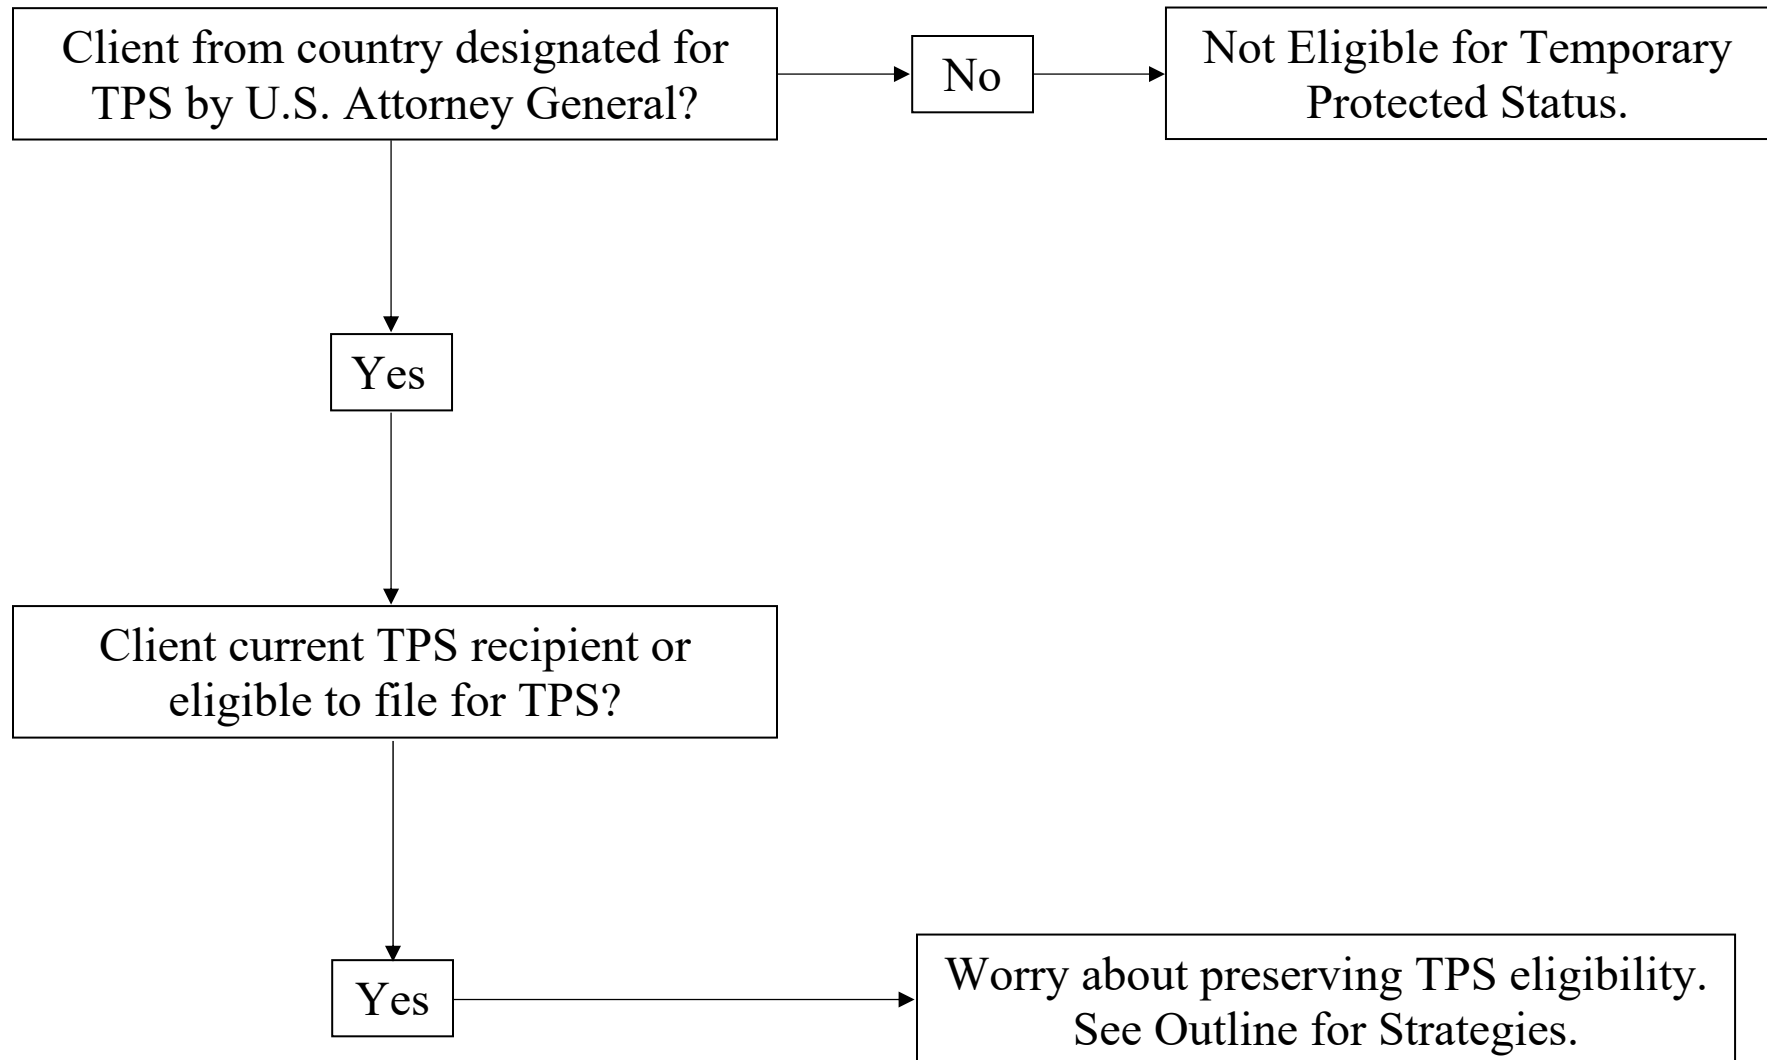 Client from country designated for
TPS by U.S. Attorney General?
No
Not Eligible for Temporary
Protected Status.
Yes
Client current TPS recipient or
eligible to file for TPS?
Yes
Worry about preserving TPS eligibility.
See Outline for Strategies.